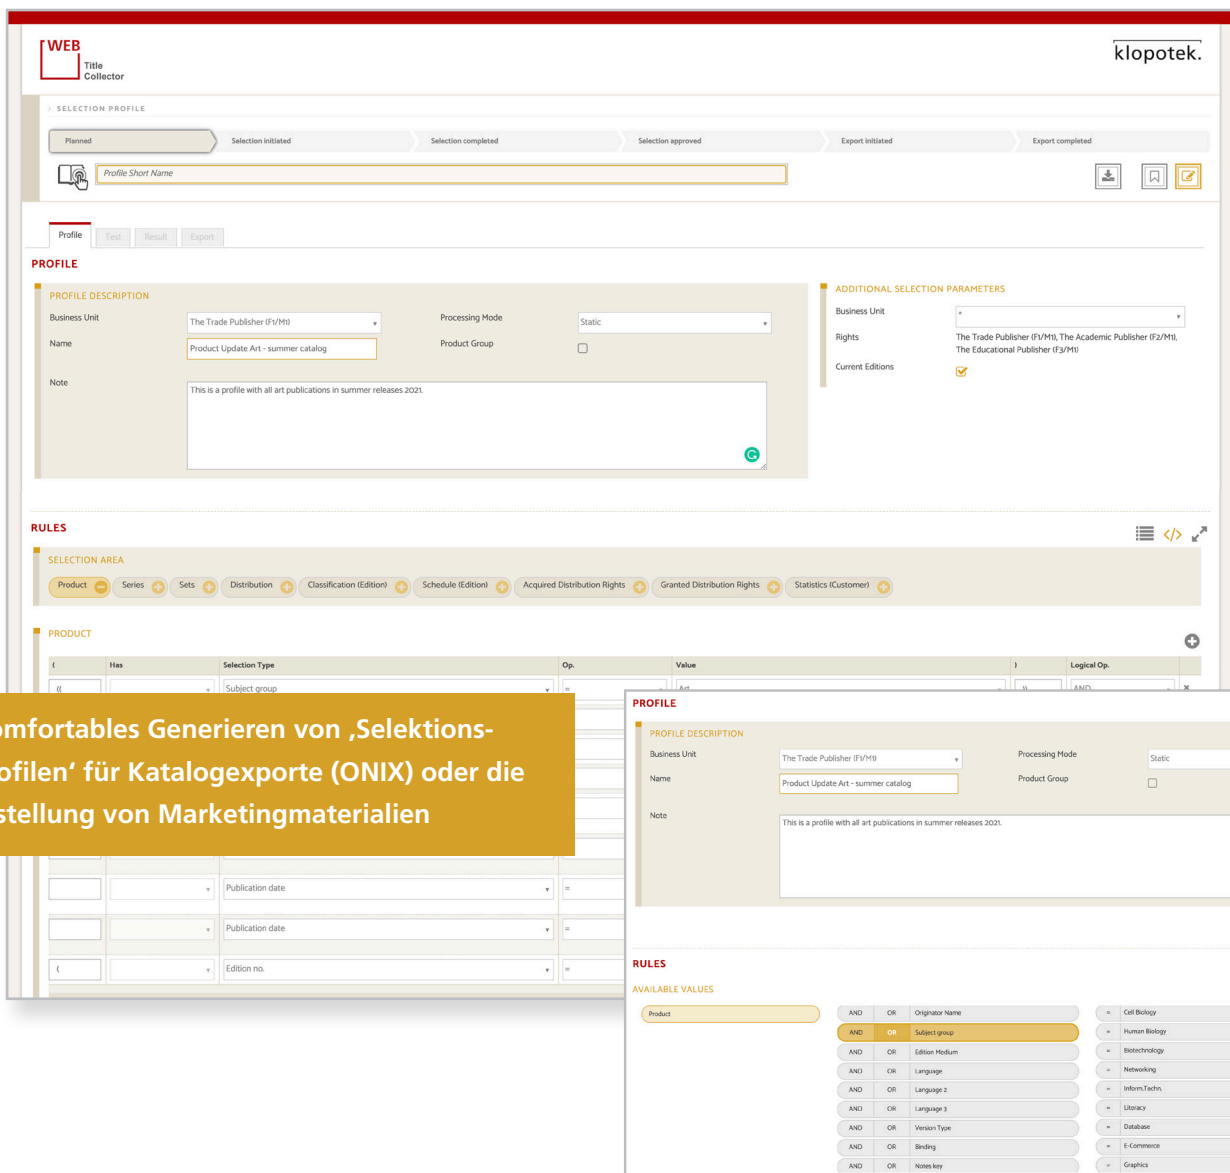 WEB
Title
Collector
klopotek.
› SELECTION PROFILE
Planned Selection initiated Selection completed Selection approved Export initiated Export completed
Profile Short Name
Profile Test Result Export
PROFILE
PROFILE DESCRIPTION
Business Unit The Trade Publisher (F1/M1) Processing Mode Static
Name Product Update Art - summer catalog Product Group
Note This is a profile with all art publications in summer releases 2021.
ADDITIONAL SELECTION PARAMETERS
Business Unit *
Rights The Trade Publisher (F1/M1), The Academic Publisher (F2/M1),
The Educational Publisher (F3/M1)
Current Editions
RULES
</>
SELECTION AREA
Product Series Sets Distribution Classification (Edition) Schedule (Edition) Acquired Distribution Rights Granted Distribution Rights Statistics (Customer)
PRODUCT
( Has Selection Type Op. Value ) Logical Op.
(( Subject group = Art )) AND ×
omfortables Generieren von ‚Selektions-
ofilen‘ für Katalogexporte (ONIX) oder die
stellung von Marketingmaterialien
Publication date =
Publication date =
( Edition no. =
PROFILE
PROFILE DESCRIPTION
Business Unit The Trade Publisher (F1/M1) Processing Mode Static
Name Product Update Art - summer catalog Product Group
Note This is a profile with all art publications in summer releases 2021.
RULES
AVAILABLE VALUES
Product AND OR Originator Name = Cell Biology
AND OR Subject group = Human Biology
AND OR Edition Medium = Biotechnology
AND OR Language = Networking
AND OR Language 2 = Inform.Techn.
AND OR Language 3 = Literacy
AND OR Version Type = Database
AND OR Binding = E-Commerce
AND OR Notes key = Graphics